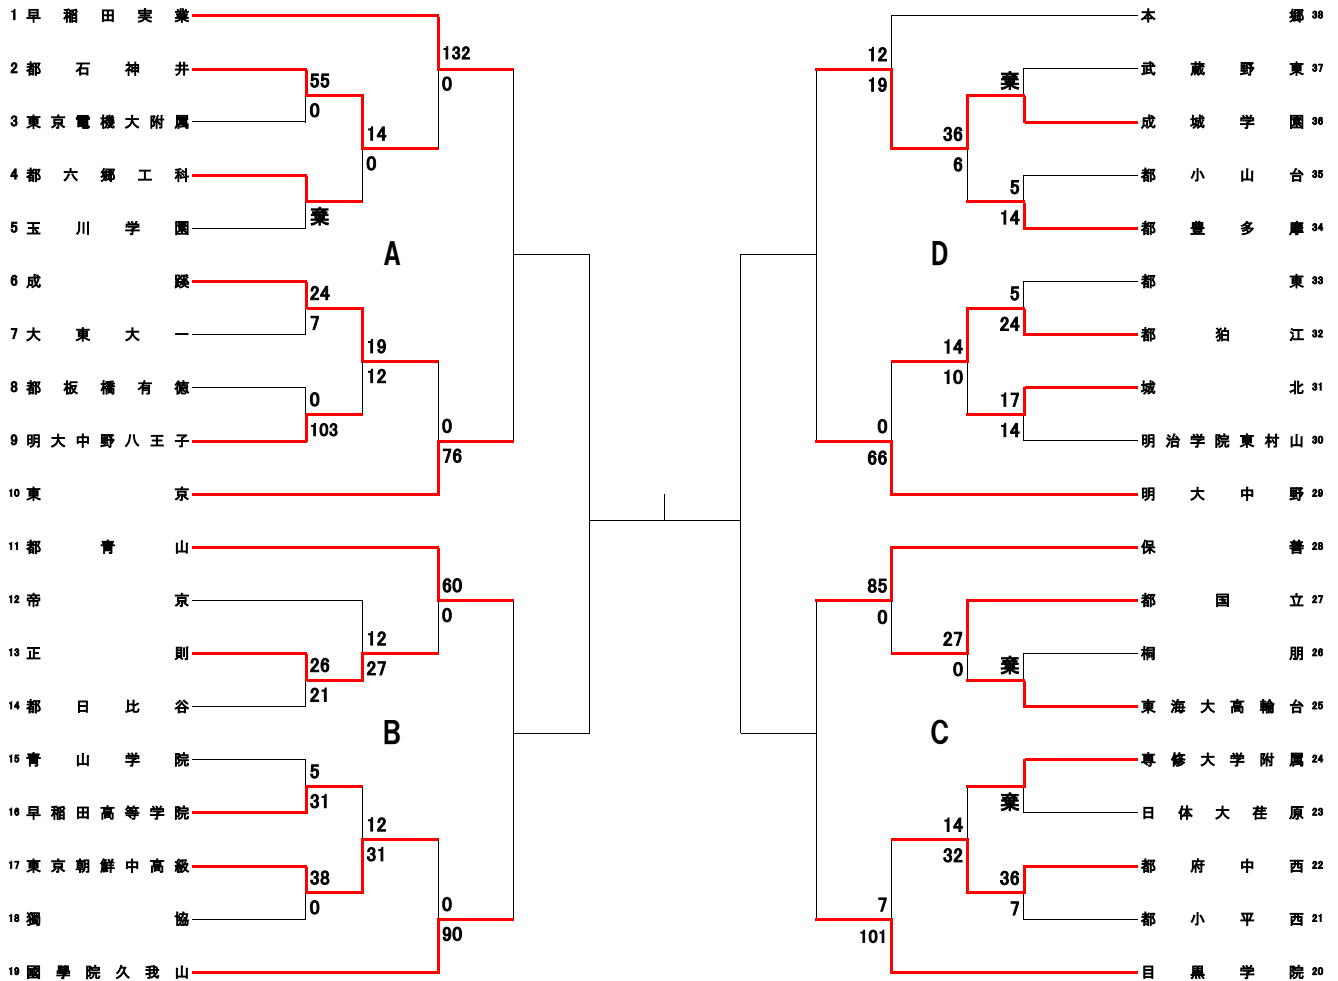 1 早稲田実業
132
0
2 都石神井
55
0
3 東京電機大附属
14
0
4 都六郷工科
棄
5 玉川学園
A
6 成蹊
24
7
7 大東大一
19
12
8 都板橋有徳
0
103
9 明大中野八王子
0
76
10 東京
11 都青山
60
0
12 帝京
12
27
13 正則
26
21
14 都日比谷
B
15 青山学院
5
31
16 早稲田高等学院
12
31
17 東京朝鮮中高級
38
0
18 獨協
0
90
19 國學院久我山
本郷 38
12
19
武蔵野東 37
棄
成城学園 36
36
6
都小山台 35
5
14
都豊多摩 34
D
都東 33
5
24
都狛江 32
14
10
城北 31
17
14
明治学院東村山 30
0
66
明大中野 29
保善 28
85
0
都国立 27
27
0
桐朋 26
棄
東海大高輪台 25
C
専修大学附属 24
棄
日体大荏原 23
14
32
都府中西 22
36
7
都小平西 21
7
101
目黒学院 20